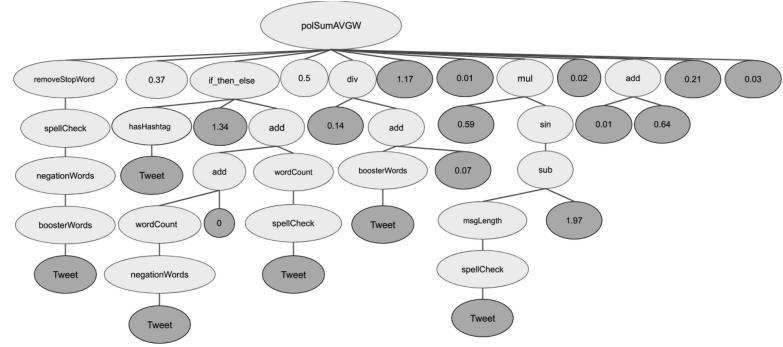 polSumAVGW
removeStopWord 0.37 if_then_else 0.5 div 1.17 0.01 mul 0.02 add 0.21 0.03
spellCheck hasHashtag 1.34 add 0.14 add 0.59 sin 0.01 0.64
negationWords Tweet add wordCount boosterWords 0.07 sub
boosterWords wordCount 0 spellCheck Tweet msgLength 1.97
Tweet negationWords Tweet spellCheck
Tweet Tweet